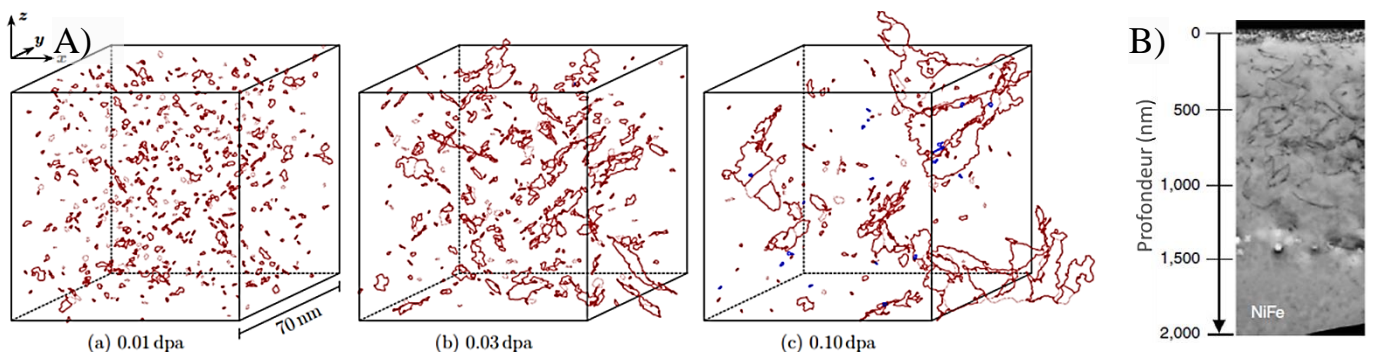 A)
z
y
x
70 nm
(a) 0.01 dpa
(b) 0.03 dpa
(c) 0.10 dpa
B)
Profondeur (nm)
0
500
1,000
1,500
2,000
NiFe